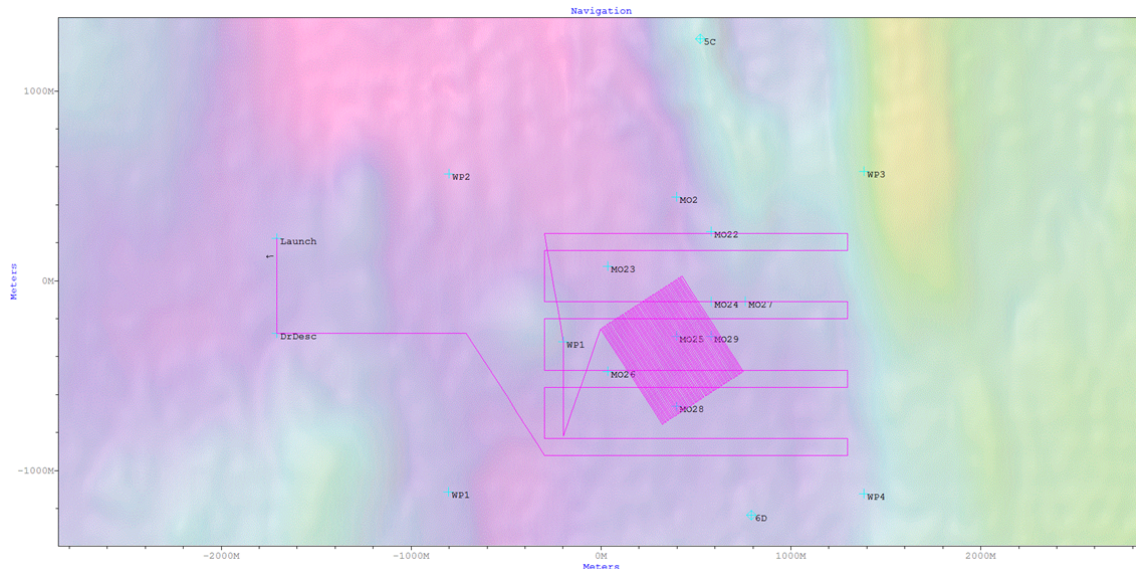 Navigation
5C
1000M
WP2
WP3
MO2
MO22
Launch
MO23
0M
MO24
MO27
DrDesc
WP1
MO25
MO29
MO26
MO28
Meters
-1000M
WP1
WP4
6D
-2000M
-1000M
0M
1000M
2000M
Meters